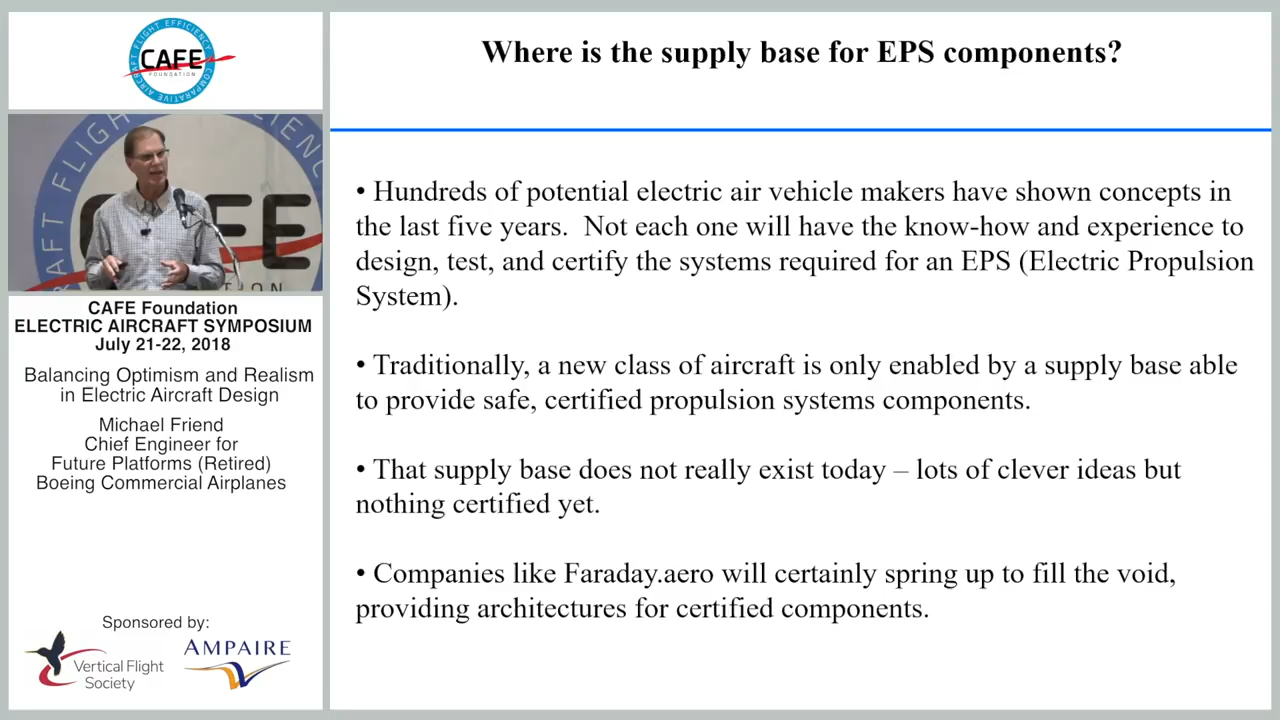 CAFE
FOUNDATION
COMPARATIVE AIRCRAFT FLIGHT EFFICIENCY
CAFE FOUNDATION
ELECTRIC AIRCRAFT SYMPOSIUM
July 21-22, 2018
Balancing Optimism and Realism
in Electric Aircraft Design
Michael Friend
Chief Engineer for
Future Platforms (Retired)
Boeing Commercial Airplanes
Sponsored by:
Vertical Flight
Society
AMPAIRE
Where is the supply base for EPS components?
• Hundreds of potential electric air vehicle makers have shown concepts in
the last five years.  Not each one will have the know-how and experience to
design, test, and certify the systems required for an EPS (Electric Propulsion
System).
• Traditionally, a new class of aircraft is only enabled by a supply base able
to provide safe, certified propulsion systems components.
• That supply base does not really exist today – lots of clever ideas but
nothing certified yet.
• Companies like Faraday.aero will certainly spring up to fill the void,
providing architectures for certified components.